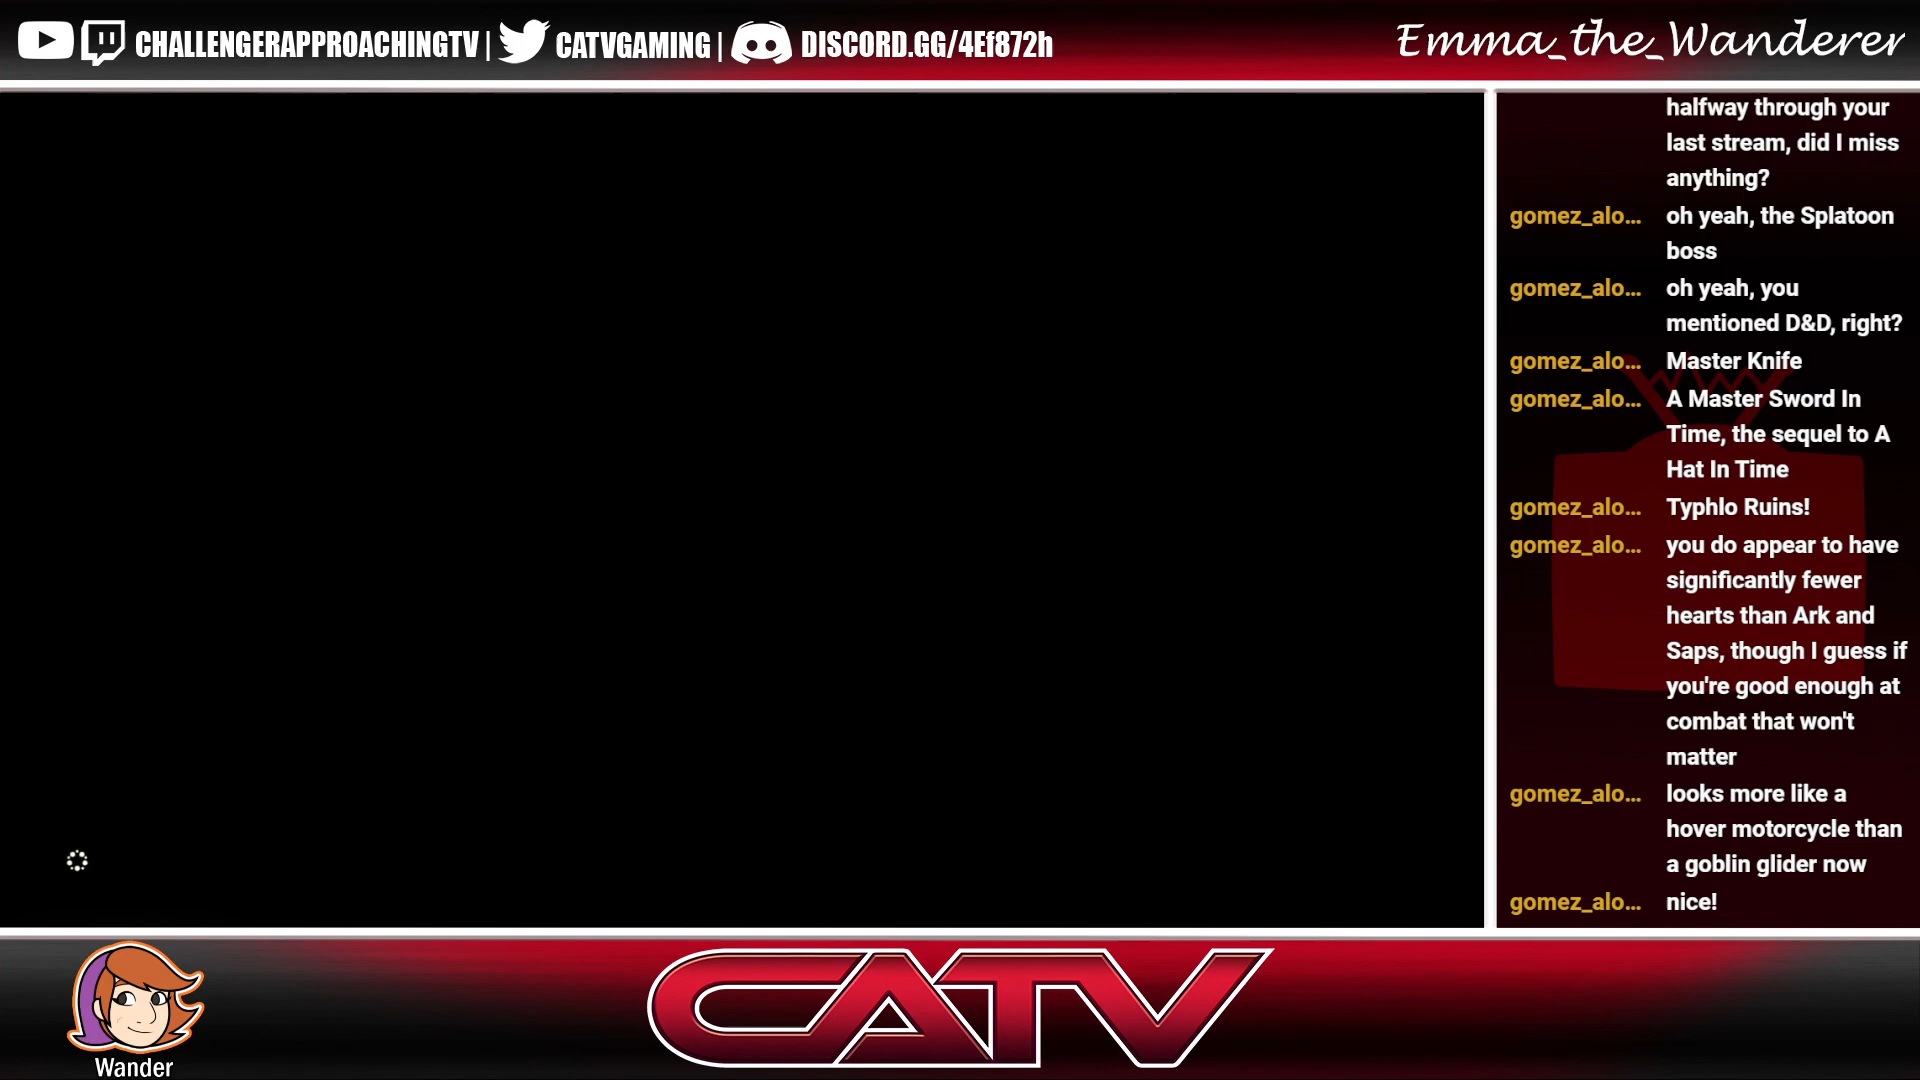 CHALLENGERAPPROACHINGTV | CATVGAMING | DISCORD.GG/4Ef872h
Emma_the_Wanderer
halfway through your
last stream, did I miss
anything?
gomez_alo... oh yeah, the Splatoon
boss
gomez_alo... oh yeah, you
mentioned D&D, right?
gomez_alo... Master Knife
gomez_alo... A Master Sword In
Time, the sequel to A
Hat In Time
gomez_alo... Typhlo Ruins!
gomez_alo... you do appear to have
significantly fewer
hearts than Ark and
Saps, though I guess if
you're good enough at
combat that won't
matter
gomez_alo... looks more like a
hover motorcycle than
a goblin glider now
gomez_alo... nice!
CATV
Wander